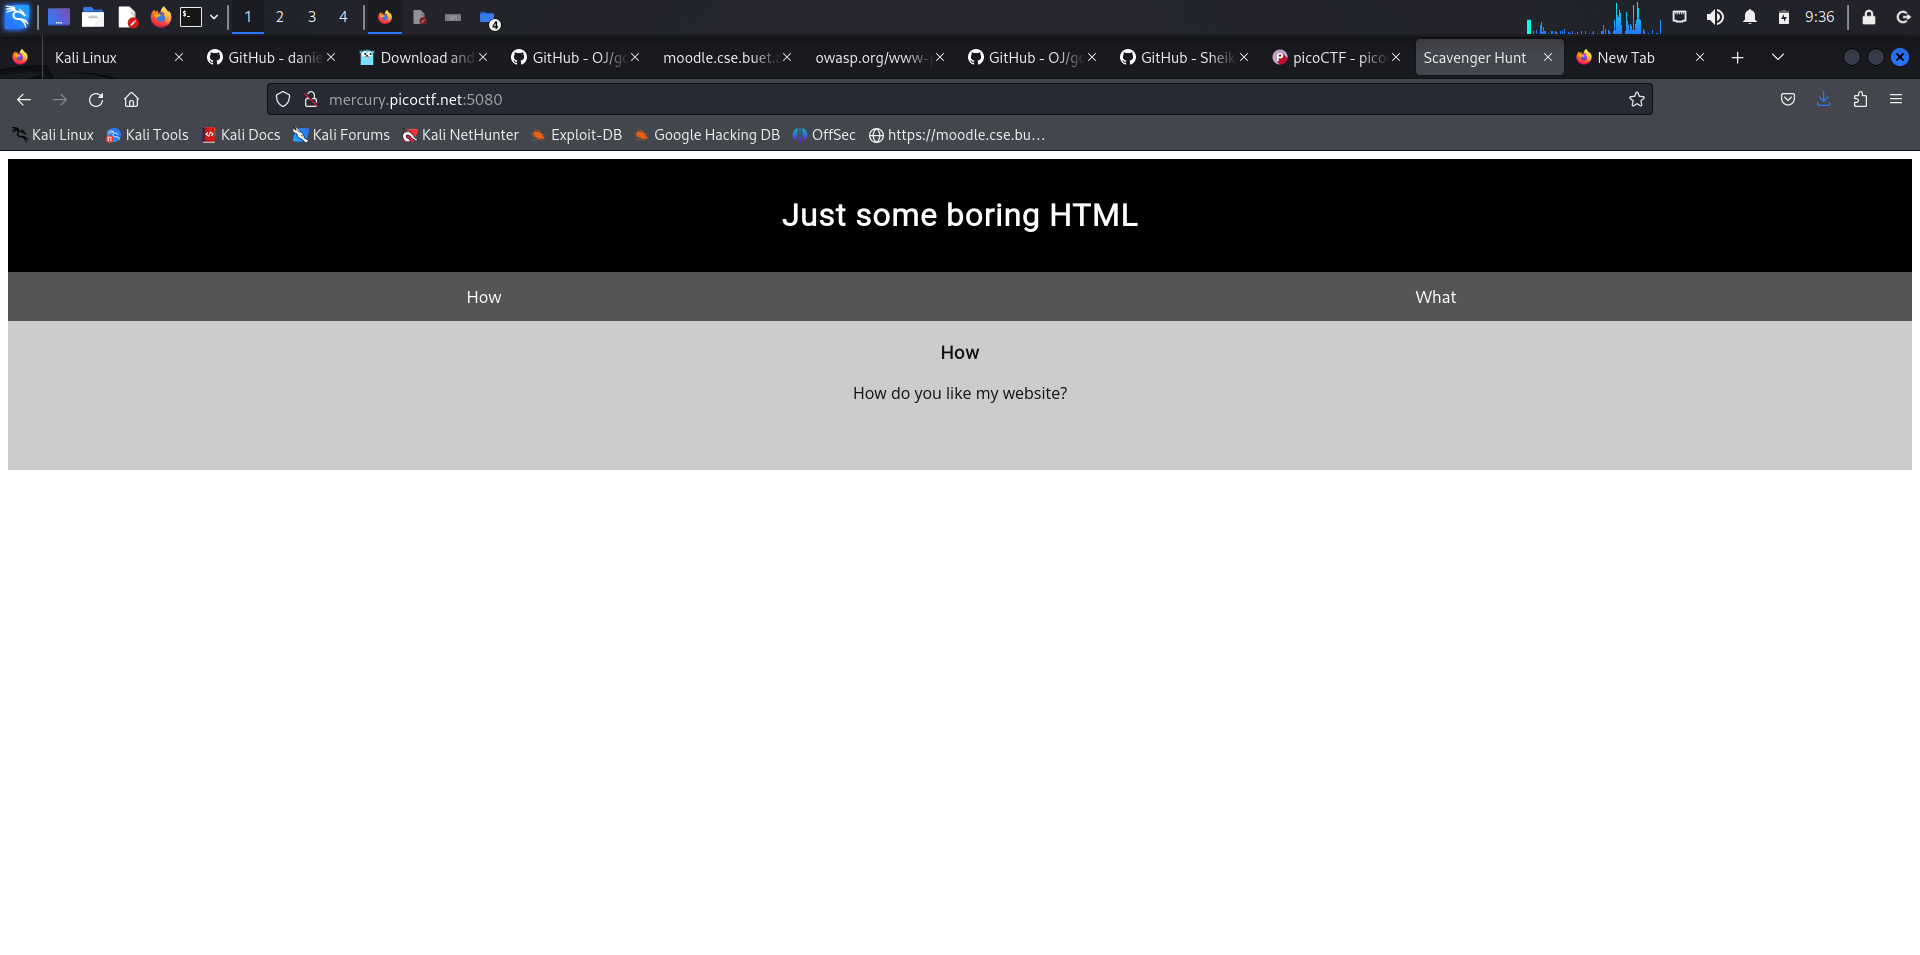 1 2 3 4 4 9:36
Kali Linux GitHub - danie Download and GitHub - OJ/go moodle.cse.buet.a owasp.org/www-p GitHub - OJ/go GitHub - Sheik picoCTF - pico Scavenger Hunt New Tab
mercury.picoctf.net:5080
Kali Linux Kali Tools Kali Docs Kali Forums Kali NetHunter Exploit-DB Google Hacking DB OffSec https://moodle.cse.bu…
Just some boring HTML
How What
How
How do you like my website?